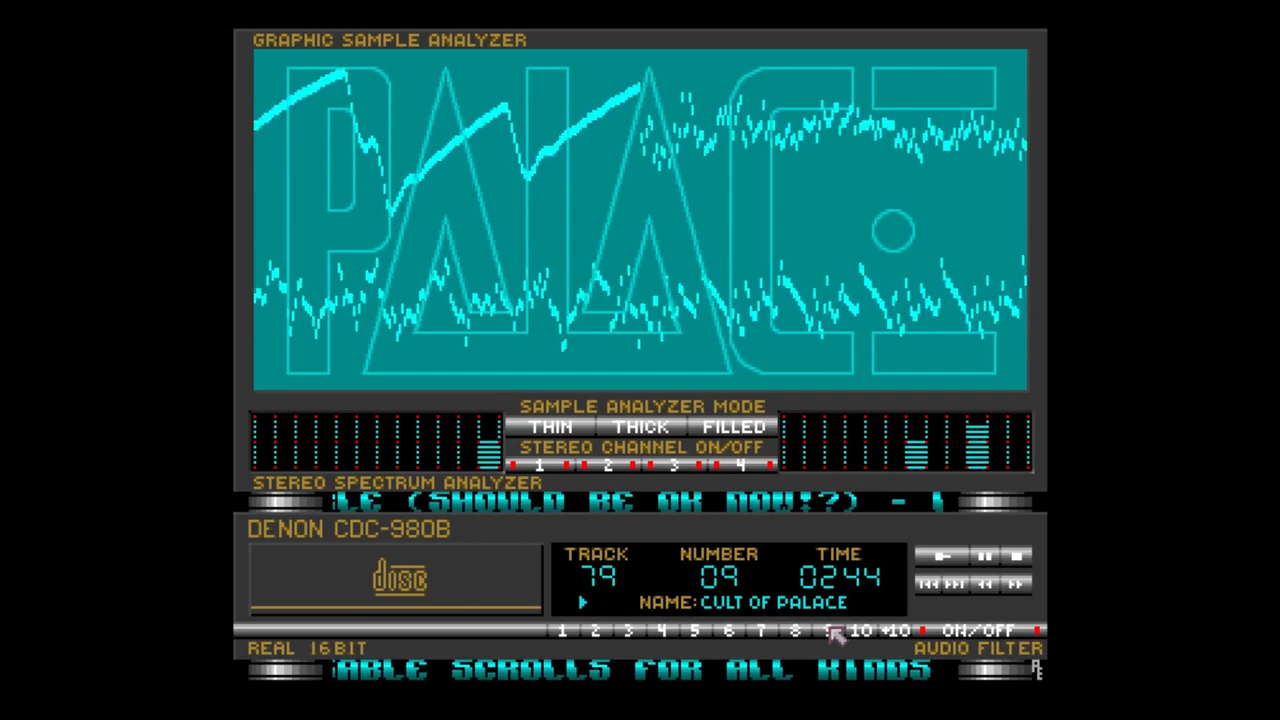 GRAPHIC SAMPLE ANALYZER
PALACE
SAMPLE ANALYZER MODE
THIN THICK FILLED
STEREO CHANNEL ON/OFF
1 2 3 4
STEREO SPECTRUM ANALYZER
(SHOULD BE OK NOW!?) -
DENON CDC-980B
disc
TRACK NUMBER TIME
79 09 0244
NAME:CULT OF PALACE
1 2 3 4 5 6 7 8 9 10 +10 ON/OFF
REAL 16BIT
AUDIO FILTER
ABLE SCROLLS FOR ALL KINDS